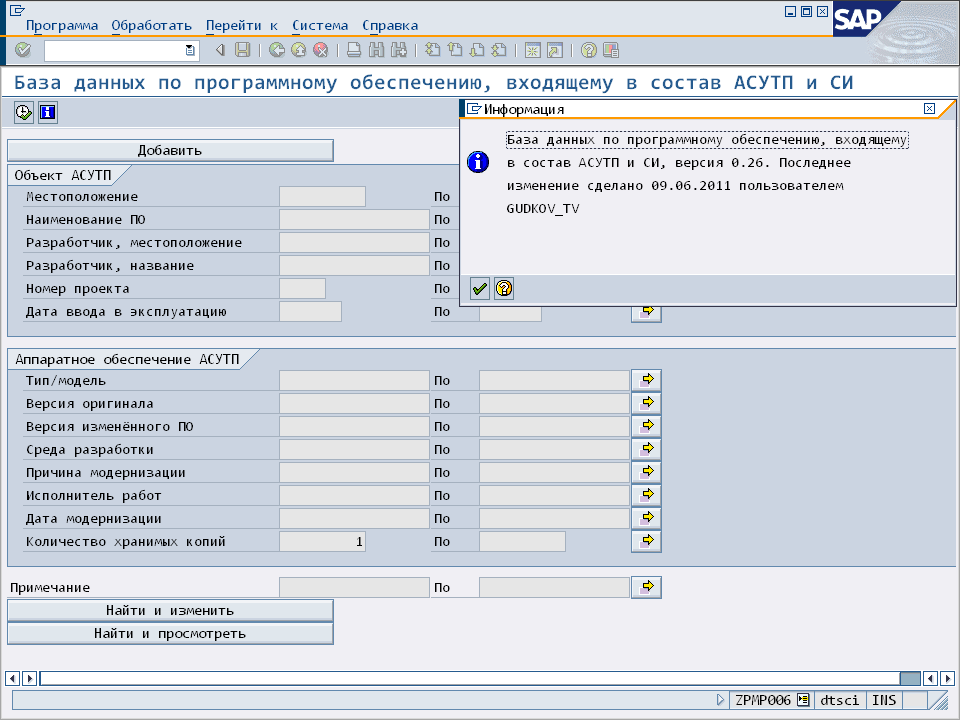 Программа Обработать Перейти к Система Справка
SAP
База данных по программному обеспечению, входящему в состав АСУТП и СИ
Информация
База данных по программному обеспечению, входящему
в состав АСУТП и СИ, версия 0.26. Последнее
изменение сделано 09.06.2011 пользователем
GUDKOV_TV
Добавить
Объект АСУТП
Местоположение По
Наименование ПО По
Разработчик, местоположение По
Разработчик, название По
Номер проекта По
Дата ввода в эксплуатацию По
Аппаратное обеспечение АСУТП
Тип/модель По
Версия оригинала По
Версия изменённого ПО По
Среда разработки По
Причина модернизации По
Исполнитель работ По
Дата модернизации По
Количество хранимых копий 1 По
Примечание По
Найти и изменить
Найти и просмотреть
ZPMP006 dtsci INS